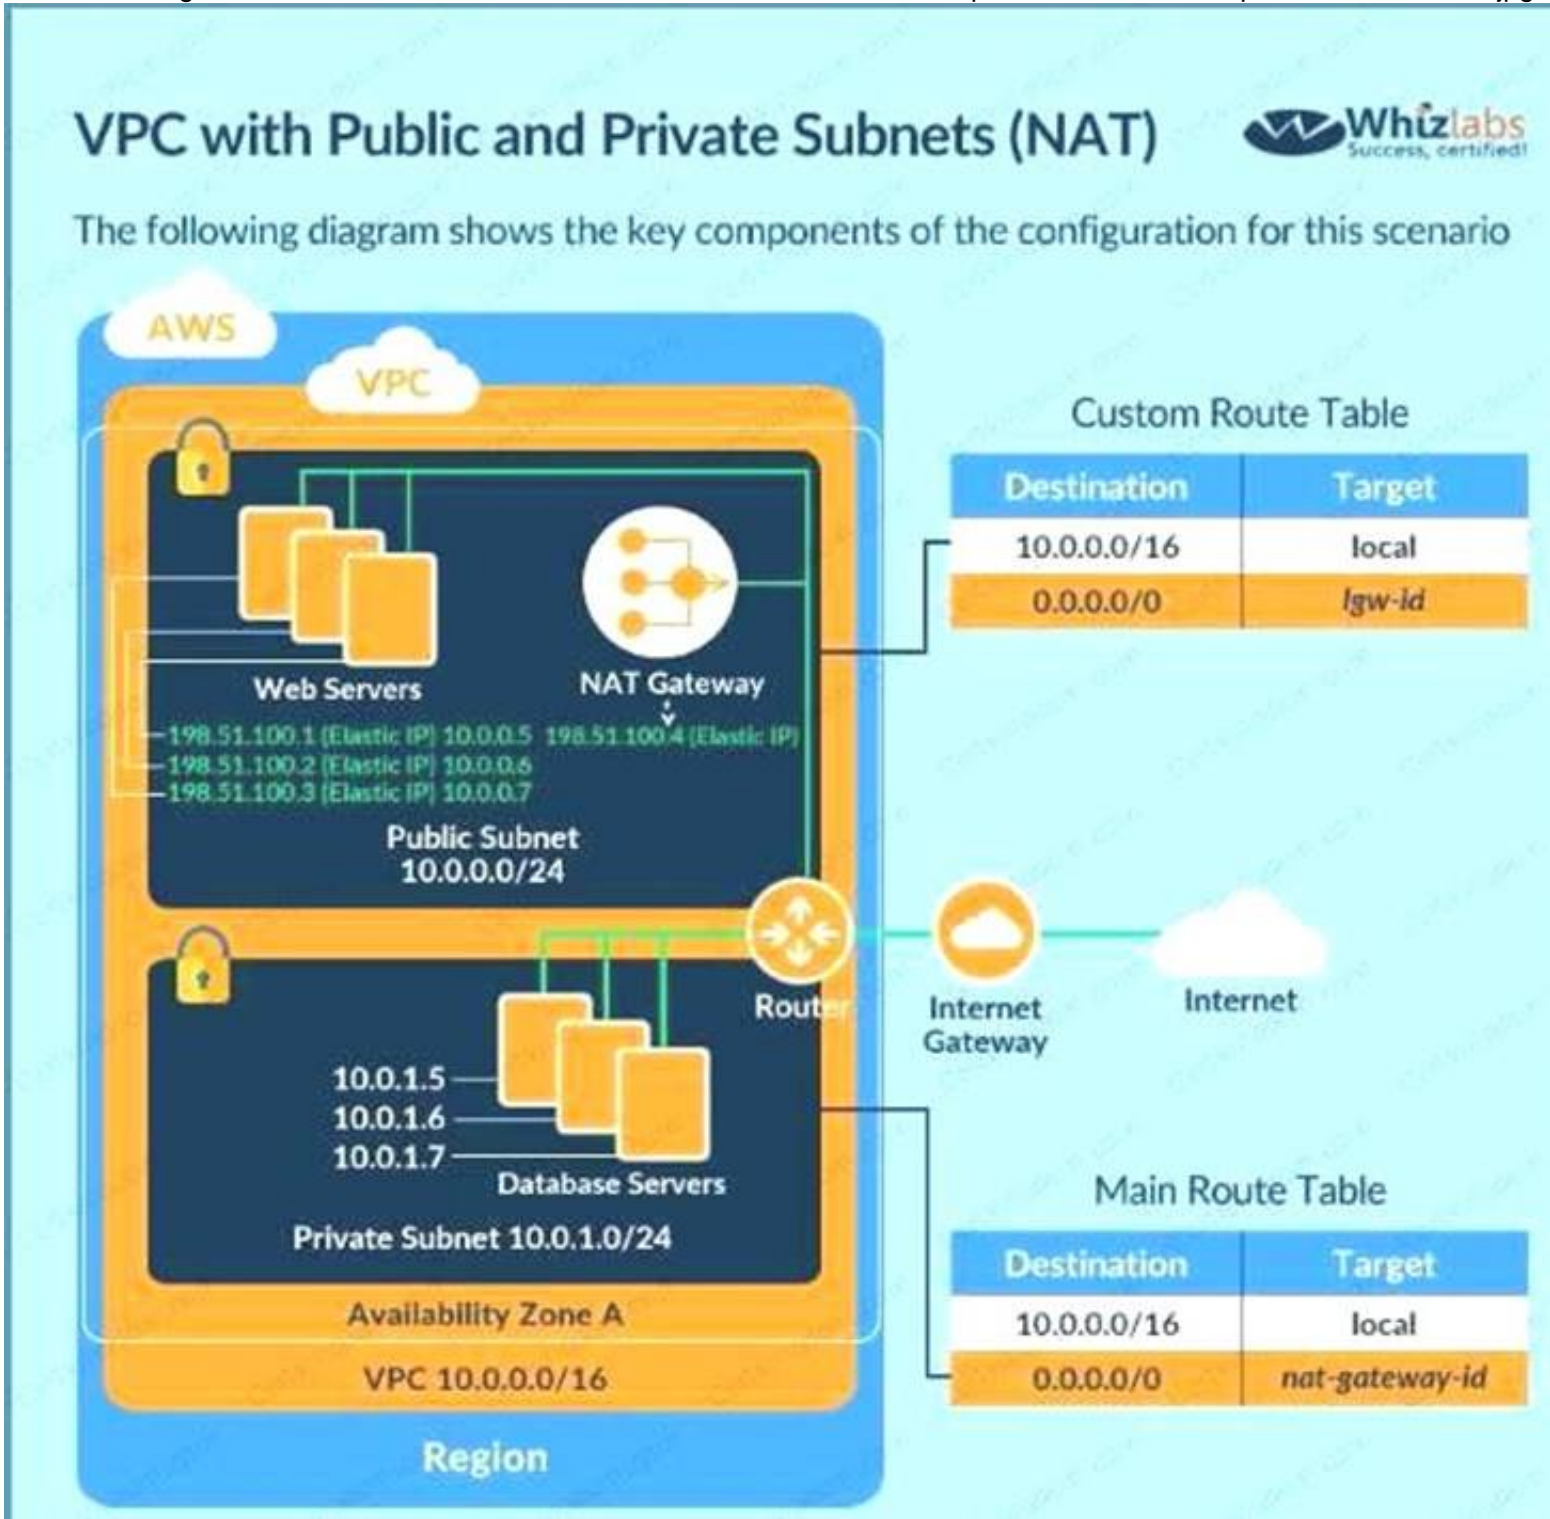 VPC with Public and Private Subnets (NAT)
Whizlabs
Success, certified!
The following diagram shows the key components of the configuration for this scenario
AWS
VPC
Custom Route Table
Destination Target
10.0.0.0/16 local
0.0.0.0/0 Igw-id
Web Servers
NAT Gateway
198.51.100.1 (Elastic IP) 10.0.0.5 198.51.100.4 (Elastic IP)
198.51.100.2 (Elastic IP) 10.0.0.6
198.51.100.3 (Elastic IP) 10.0.0.7
Public Subnet
10.0.0.0/24
Router
Internet
Gateway
Internet
10.0.1.5
10.0.1.6
10.0.1.7
Database Servers
Private Subnet 10.0.1.0/24
Main Route Table
Destination Target
10.0.0.0/16 local
0.0.0.0/0 nat-gateway-id
Availability Zone A
VPC 10.0.0.0/16
Region